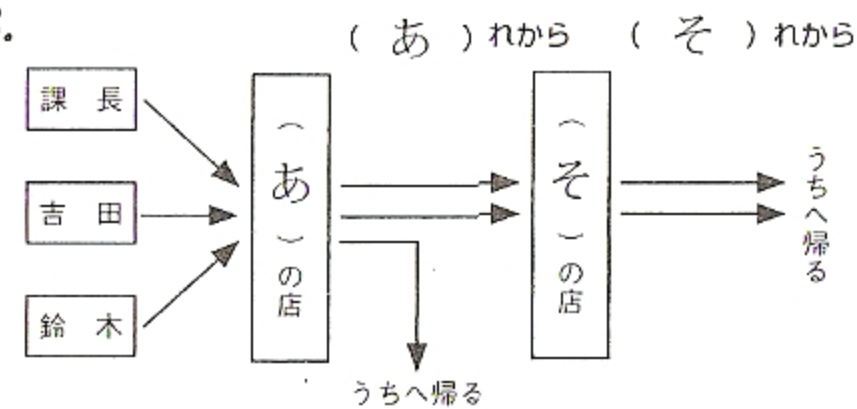 (あ)れから (そ)れから
課長
吉田
鈴木
(あ)の店
(そ)の店
うちへ帰る
うちへ帰る